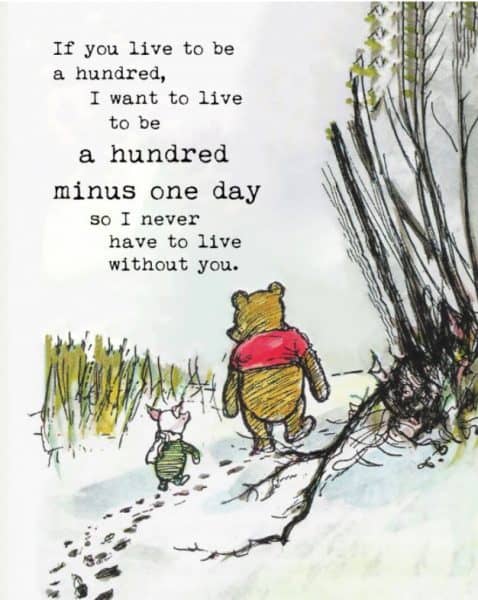 If you live to be
a hundred,
I want to live
to be
a hundred
minus one day
so I never
have to live
without you.